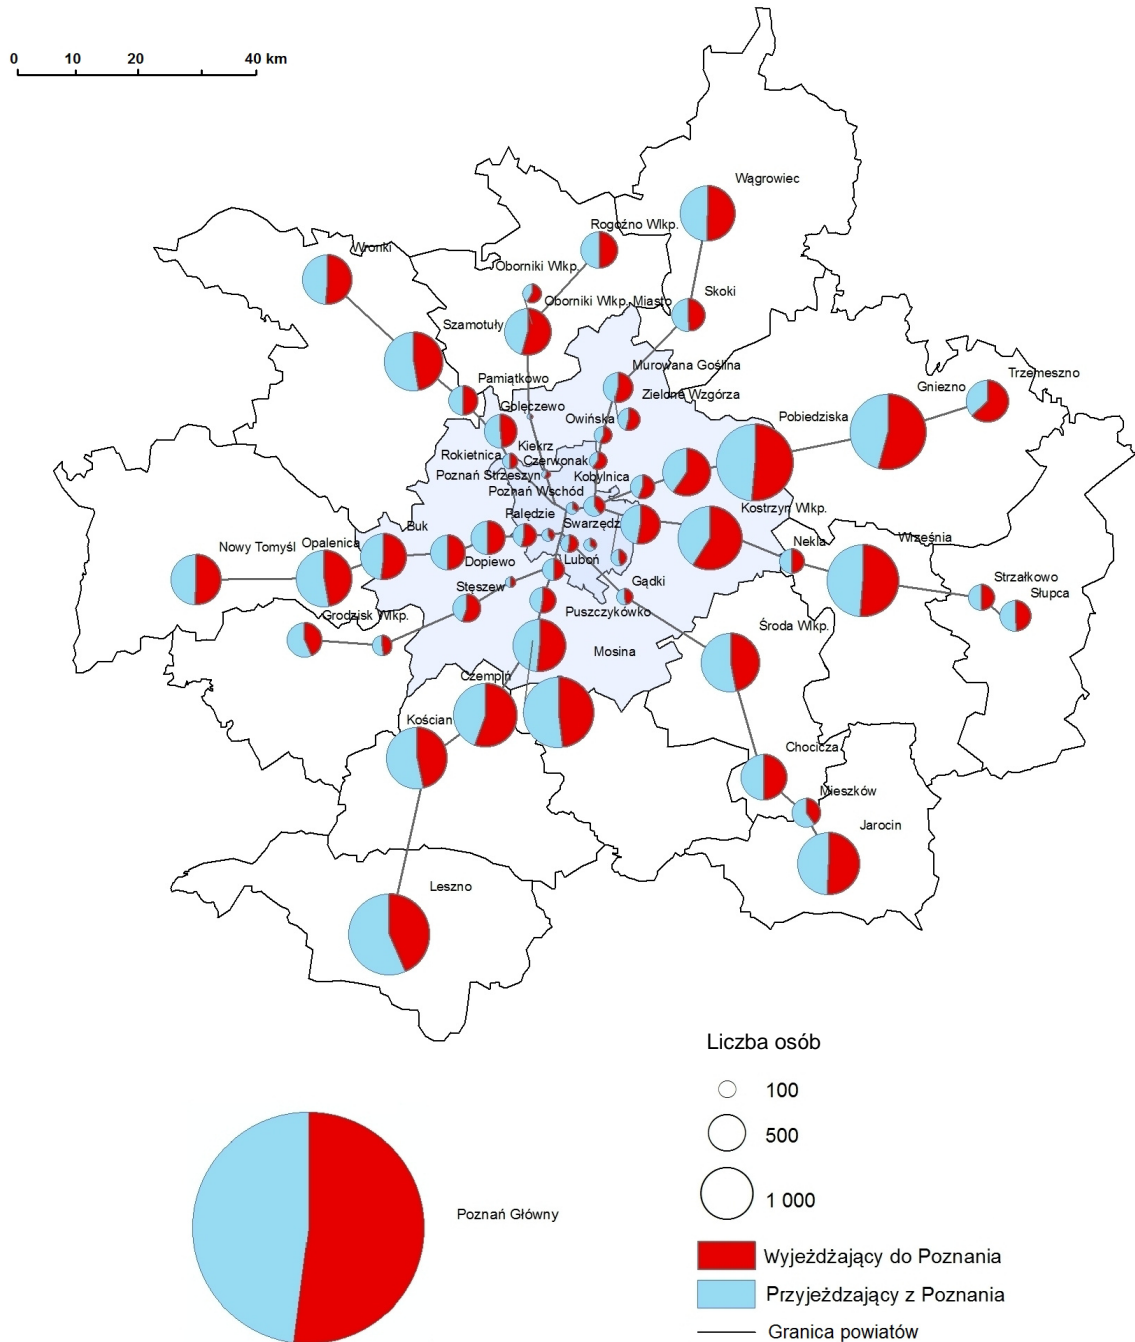 0 10 20 40 km
Wągrowiec
Rogoźno Wlkp.
Wronki
Oborniki Wlkp.
Skoki
Oborniki Wlkp. Miasto
Szamotuły
Murowana Goślina
Trzemeszno
Pamiątkowo
Gniezno
Zielone Wzgórza
Golęczewo
Pobiedziska
Owińska
Kiekrz
Rokietnica
Czerwonak
Poznań Strzeszyn
Kobylnica
Poznań Wschód
Kostrzyn Wlkp.
Palędzie
Buk
Swarzędz
Września
Opalenica
Nekla
Nowy Tomyśl
Dopiewo
Luboń
Strzałkowo
Gądki
Stęszew
Słupca
Puszczykówko
Grodzisk Wlkp.
Środa Wlkp.
Mosina
Czempiń
Kościan
Chocicza
Mieszków
Jarocin
Leszno
Liczba osób
100
500
1 000
Poznań Główny
Wyjeżdżający do Poznania
Przyjeżdzający z Poznania
Granica powiatów